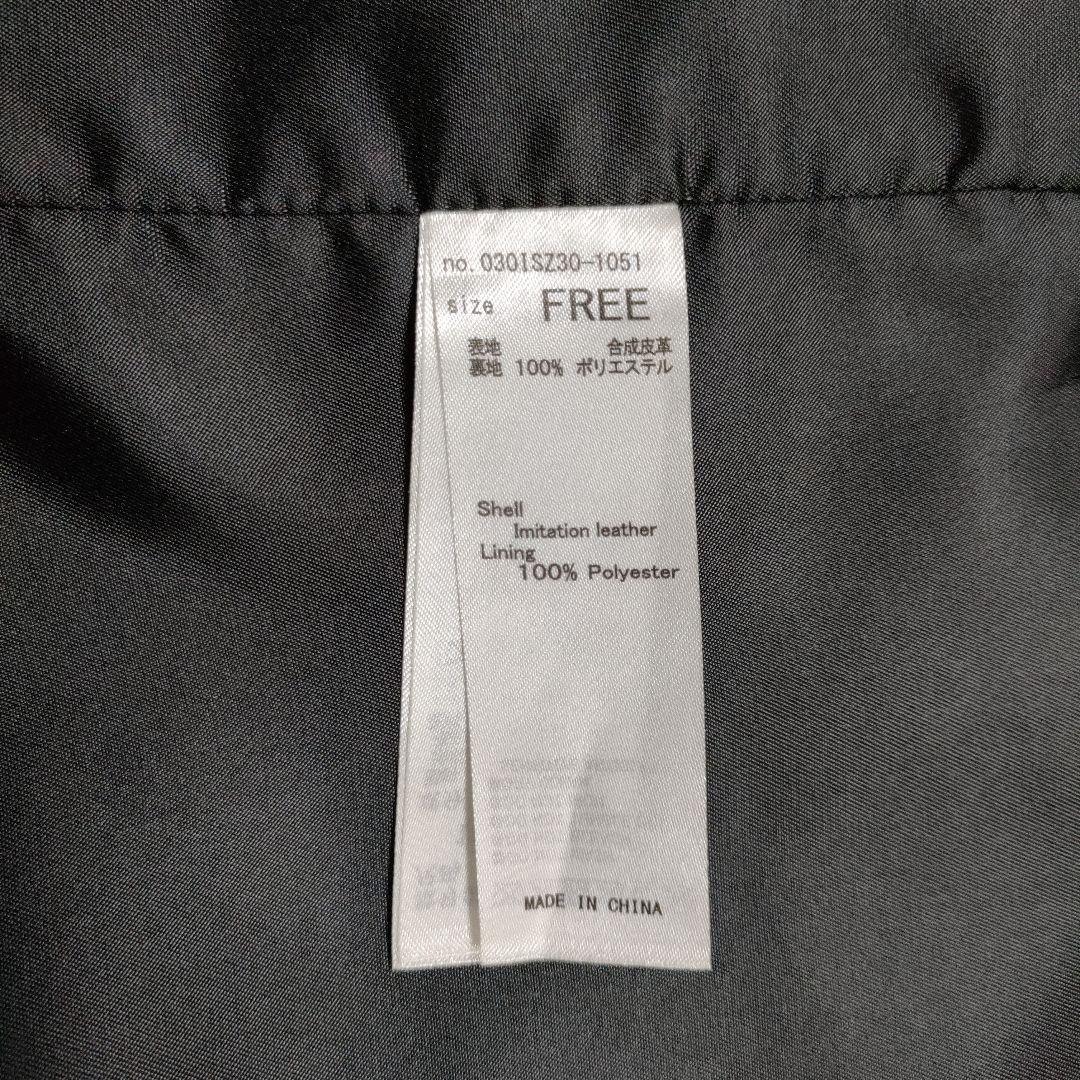 no. 030ISZ30-1051
size FREE
表地 合成皮革
裏地 100% ポリエステル
Shell
Imitation leather
Lining
100% Polyester
MADE IN CHINA